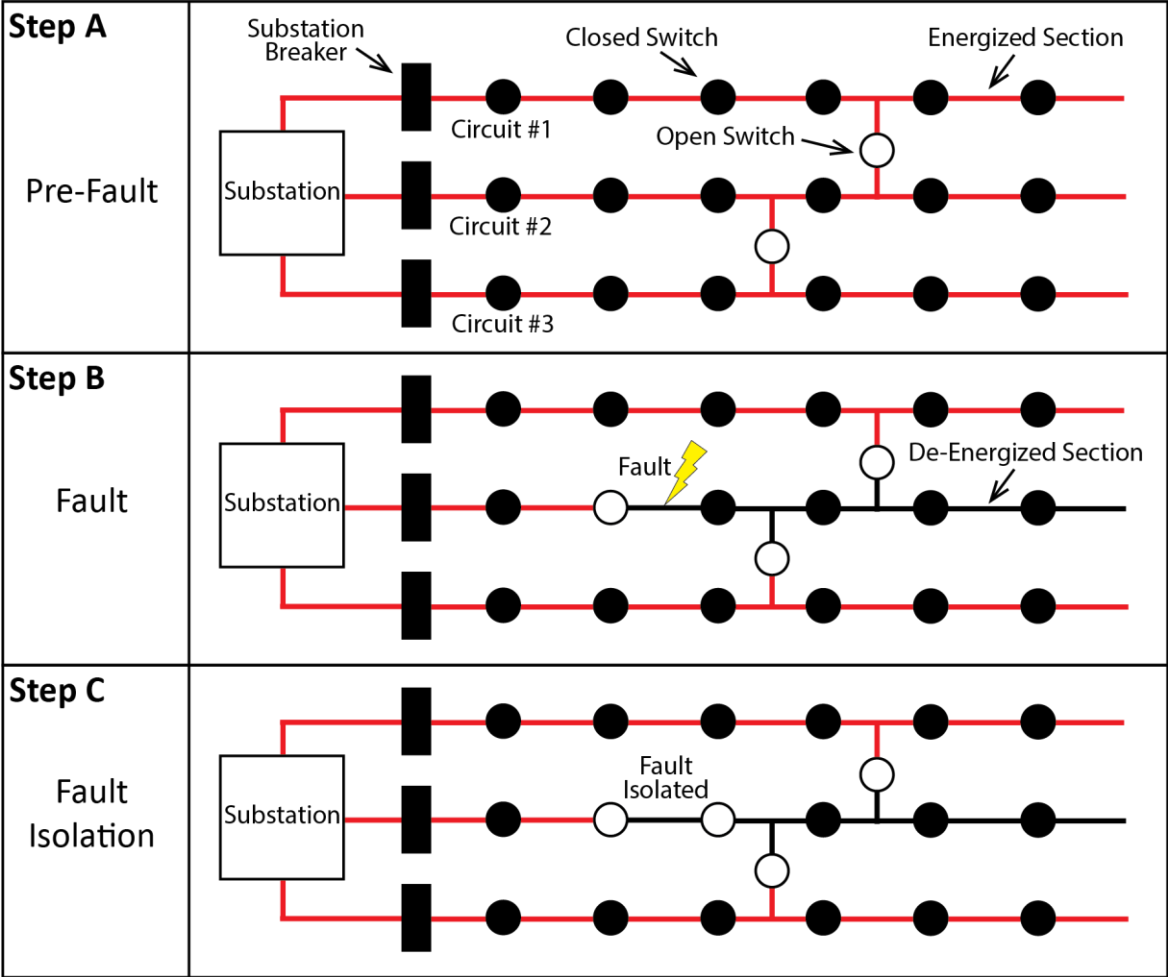 Step A
Pre-Fault
Substation
Breaker
Closed Switch
Energized Section
Circuit #1
Open Switch
Substation
Circuit #2
Circuit #3
Step B
Fault
Fault
De-Energized Section
Substation
Step C
Fault
Isolation
Fault
Isolated
Substation